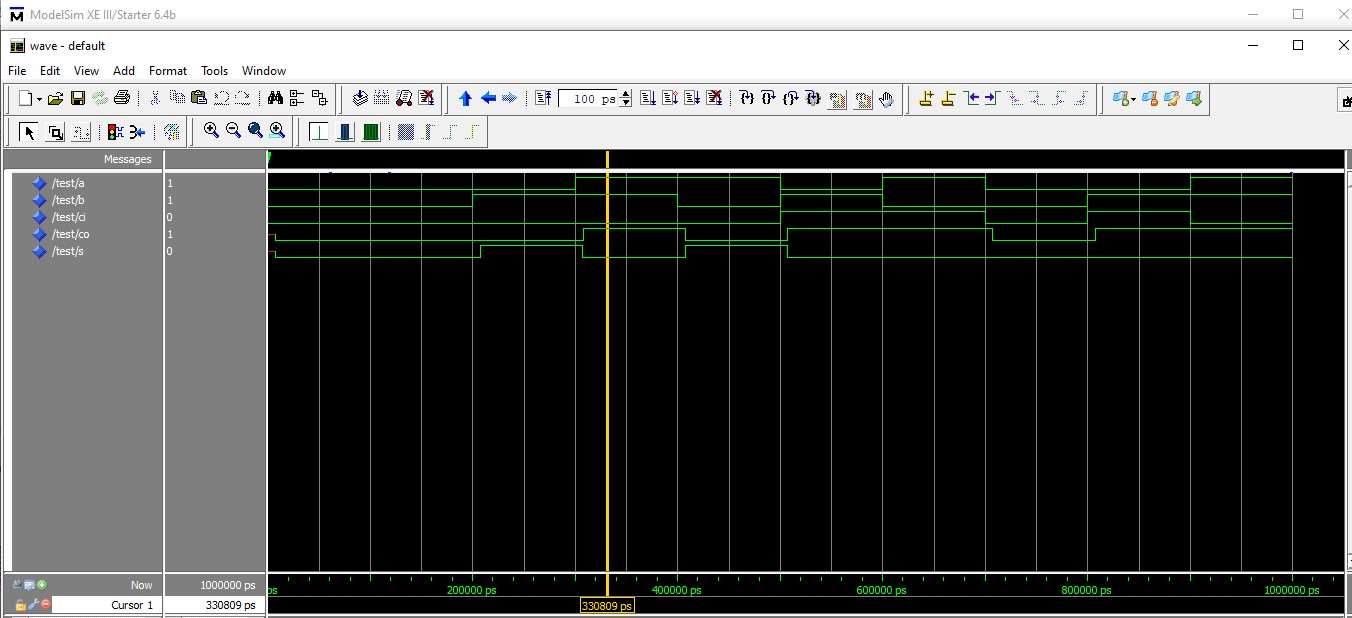 ModelSim XE III/Starter 6.4b
wave - default
File Edit View Add Format Tools Window
100 ps
Messages
/test/a 1
/test/b 1
/test/ci 0
/test/co 1
/test/s 0
Now 1000000 ps ps 200000 ps 400000 ps 600000 ps 800000 ps 1000000 ps
Cursor 1 330809 ps 330809 ps